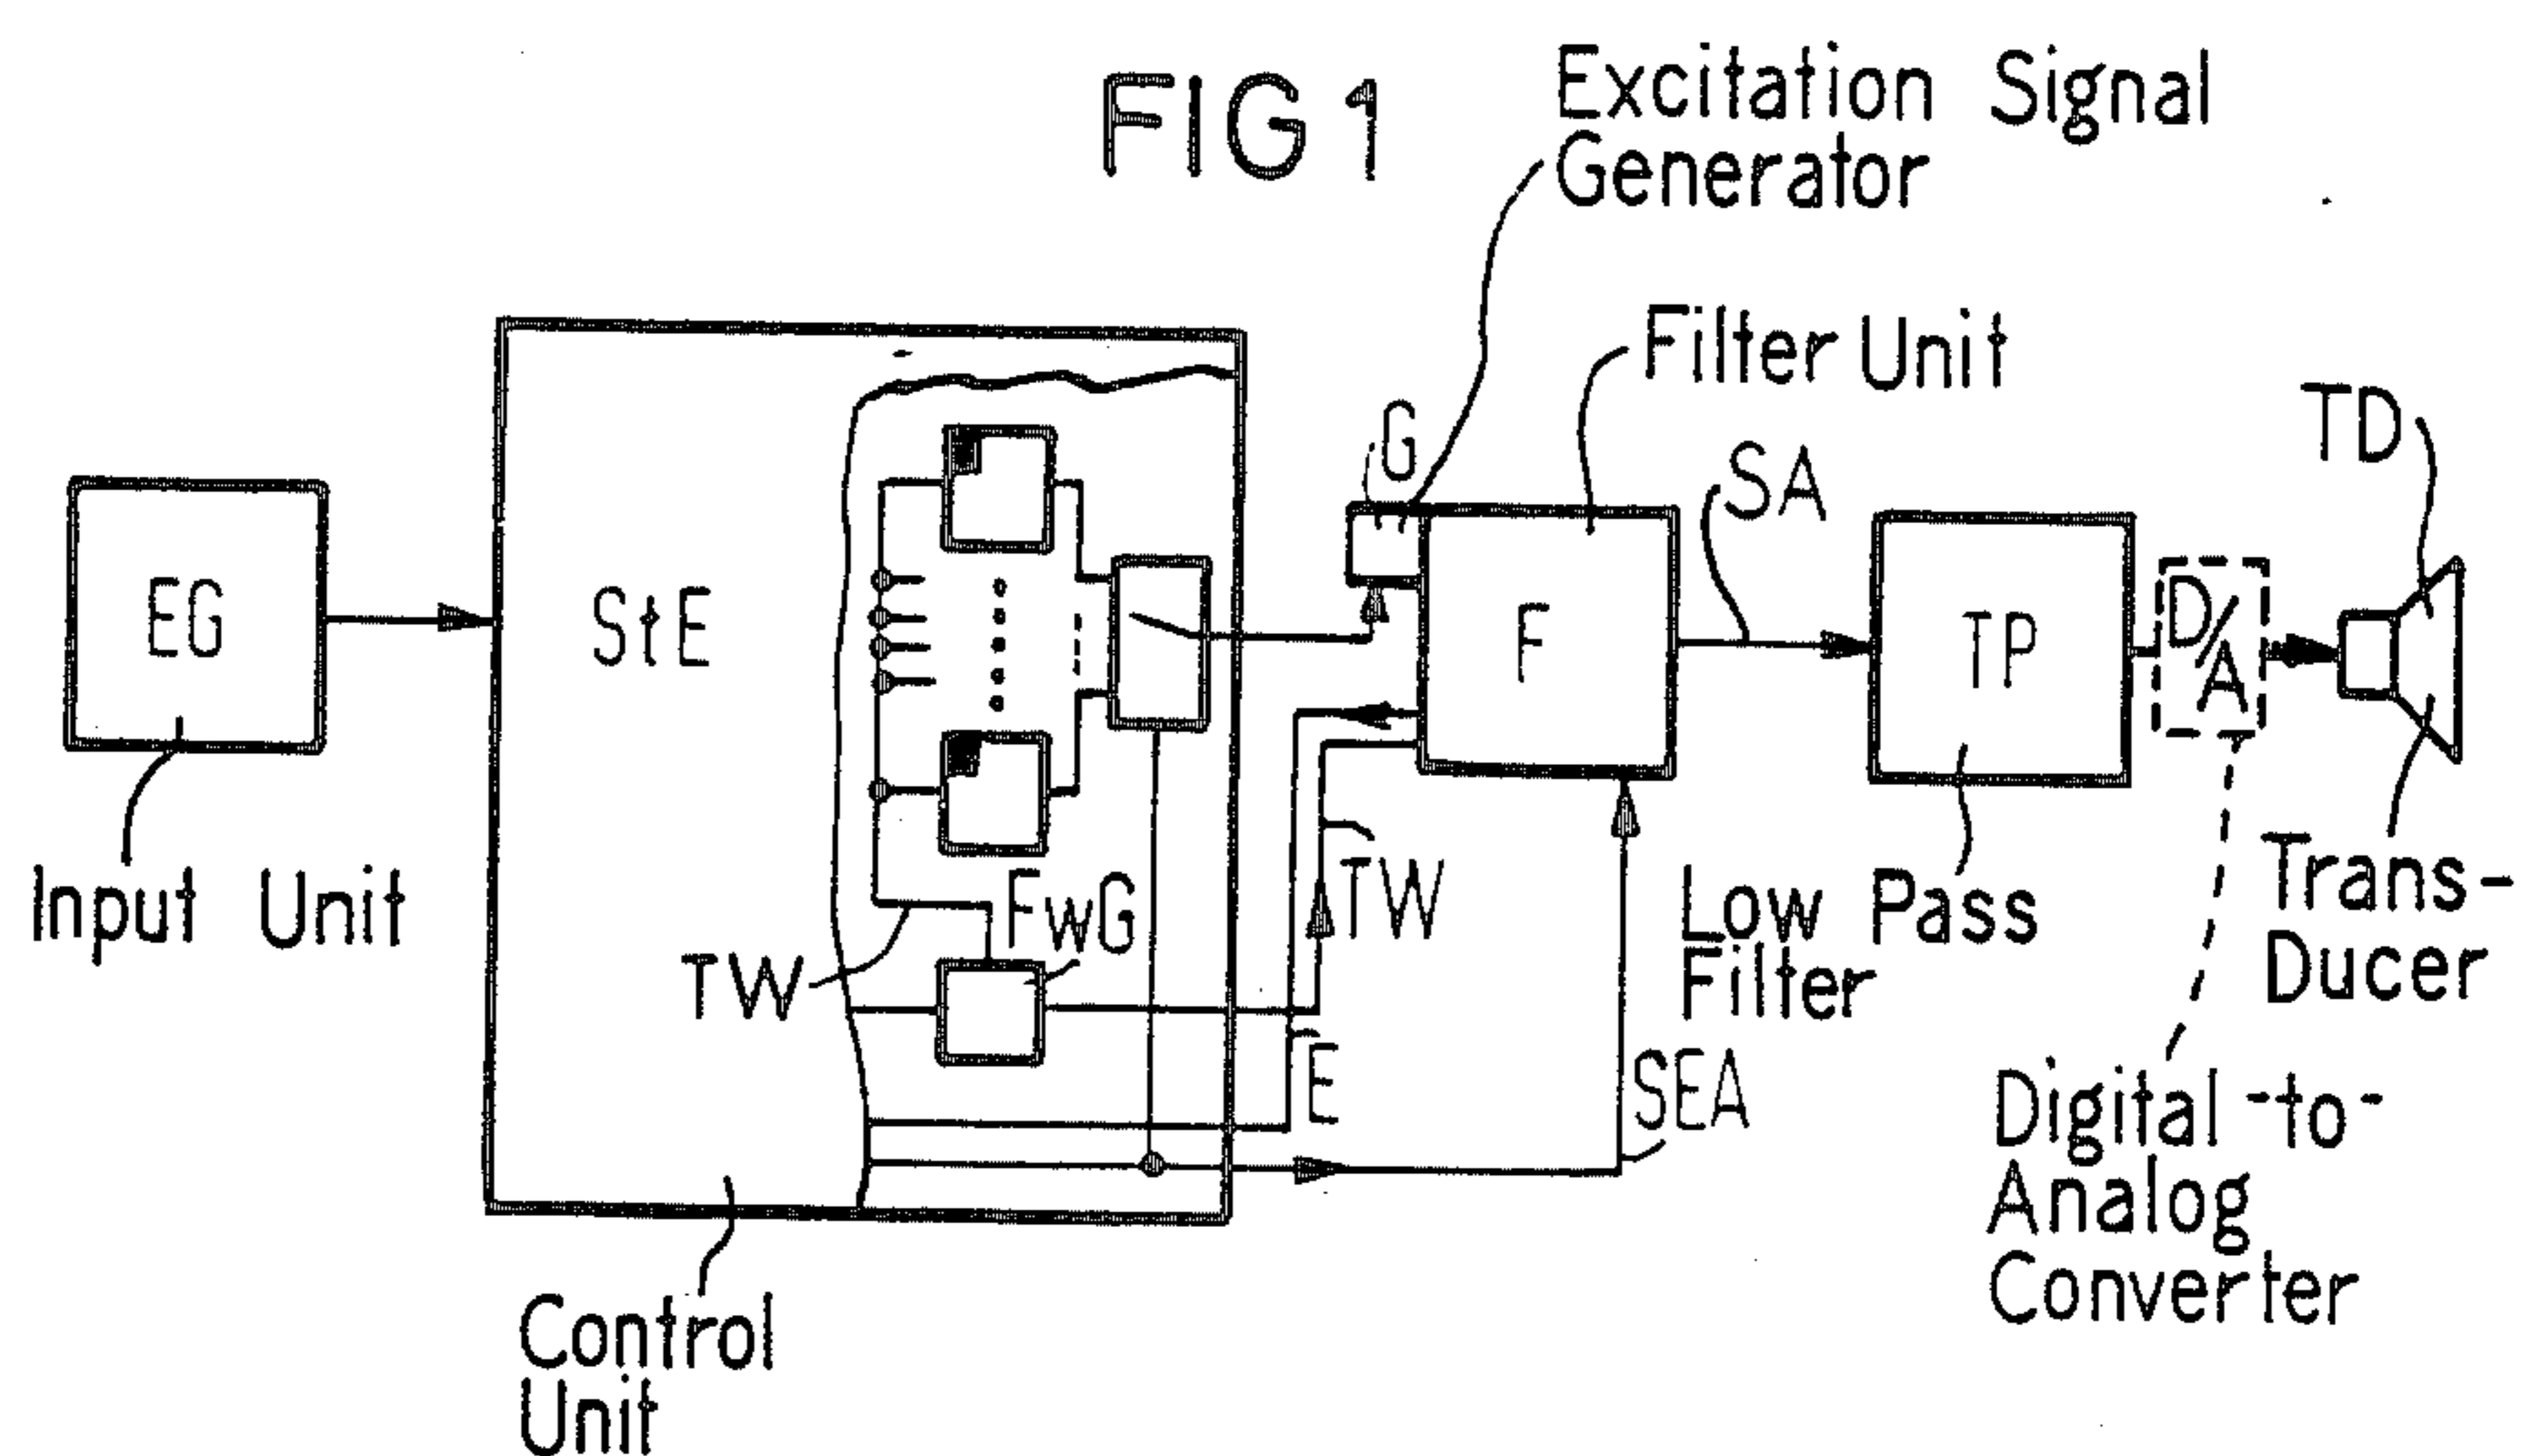 FIG 1
Excitation Signal
Generator
Filter Unit
G
SA
TD
EG
StE
F
TP
D/A
Input Unit
TW
FwG
TW
Low Pass
Filter
Trans-
Ducer
E
SEA
Digital-to-
Analog
Converter
Control
Unit